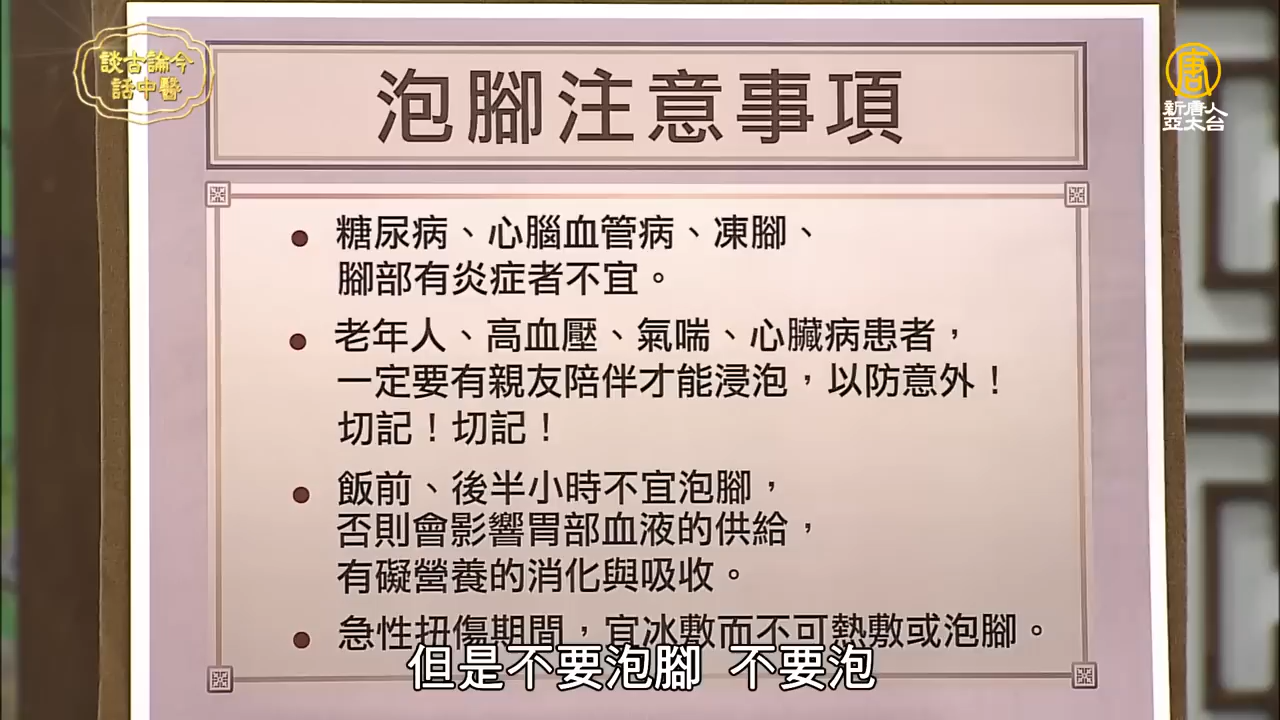 談古論今
話中醫
新唐人
亞太台
泡腳注意事項
糖尿病、心腦血管病、凍腳、
腳部有炎症者不宜。
老年人、高血壓、氣喘、心臟病患者，
一定要有親友陪伴才能浸泡，以防意外！
切記！切記！
飯前、後半小時不宜泡腳，
否則會影響胃部血液的供給，
有礙營養的消化與吸收。
急性扭傷期間，宜冰敷而不可熱敷或泡腳。
但是不要泡腳 不要泡